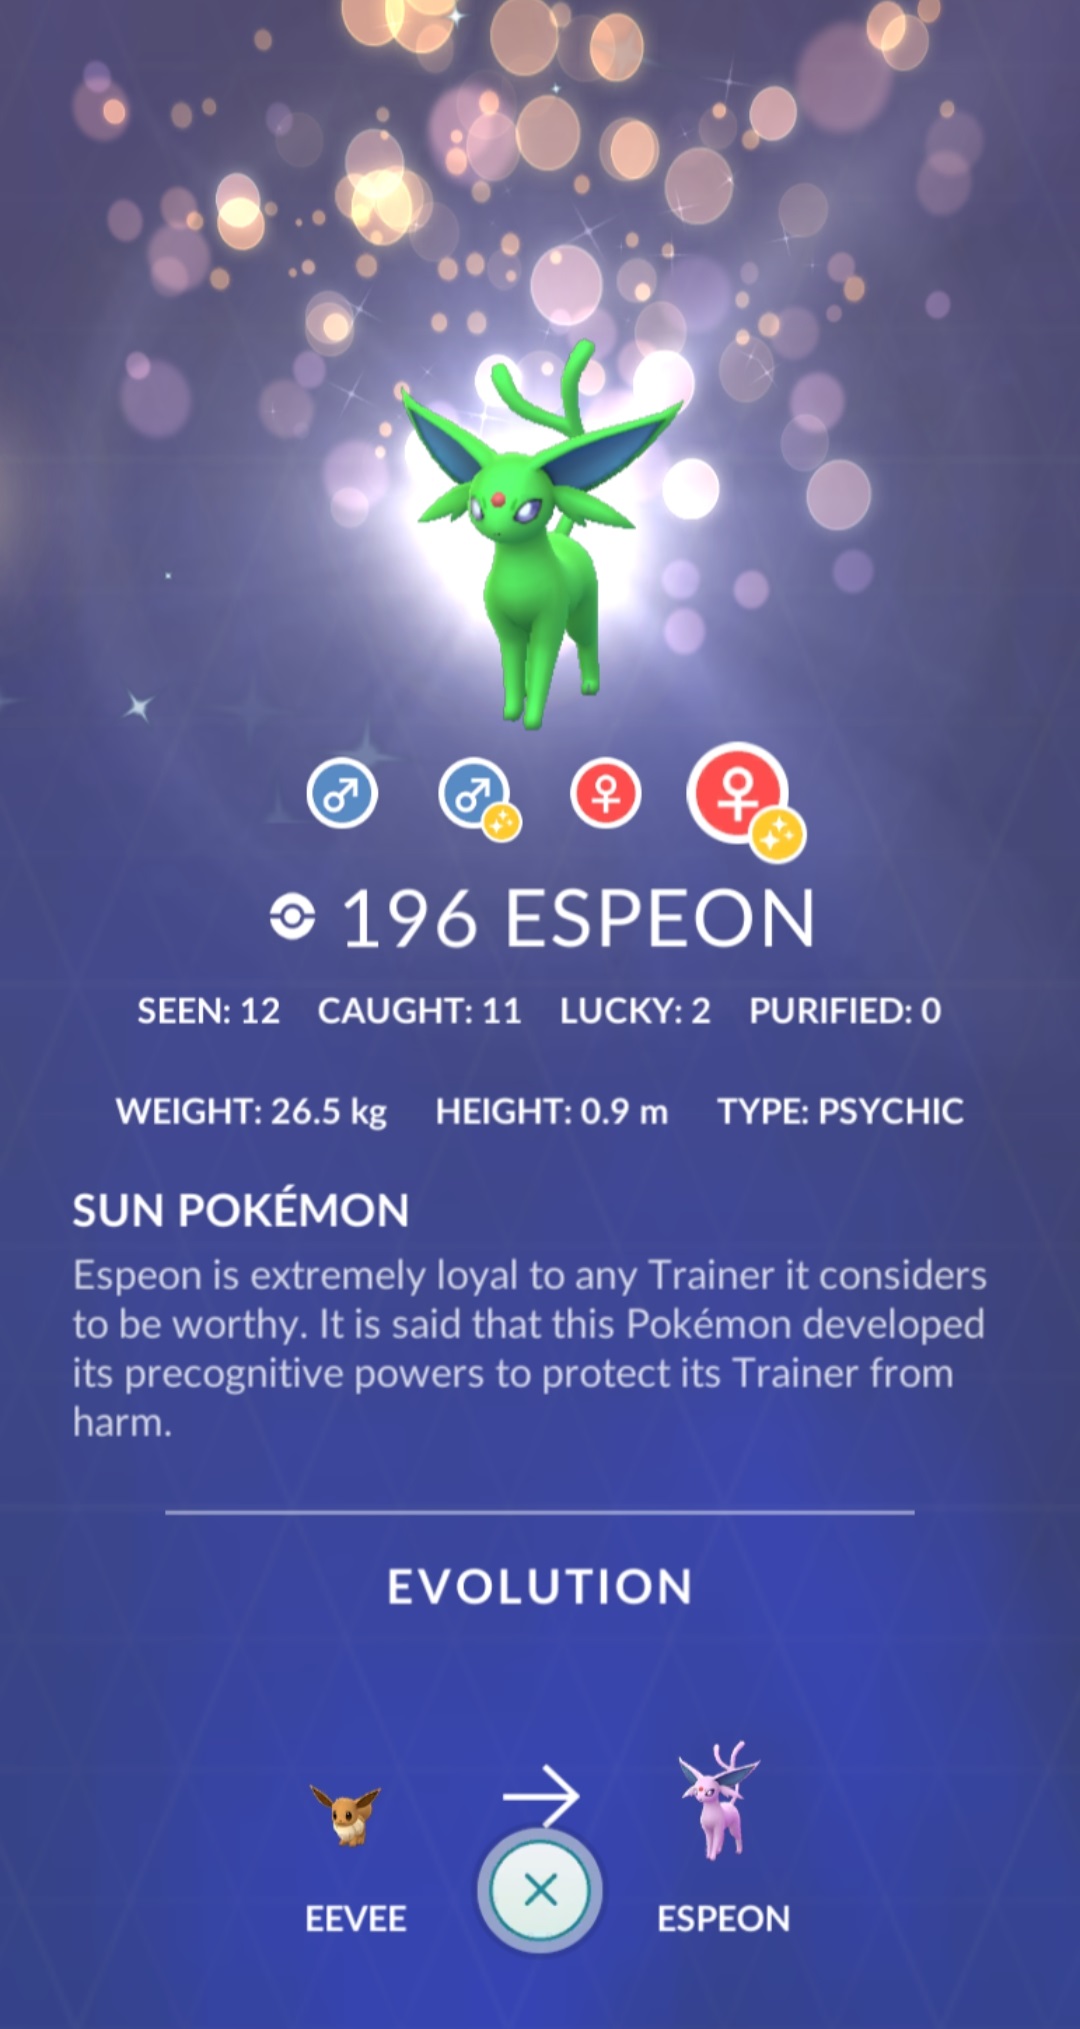 196 ESPEON
SEEN: 12 CAUGHT: 11 LUCKY: 2 PURIFIED: 0
WEIGHT: 26.5 kg HEIGHT: 0.9 m TYPE: PSYCHIC
SUN POKÉMON
Espeon is extremely loyal to any Trainer it considers
to be worthy. It is said that this Pokémon developed
its precognitive powers to protect its Trainer from
harm.
EVOLUTION
EEVEE ESPEON